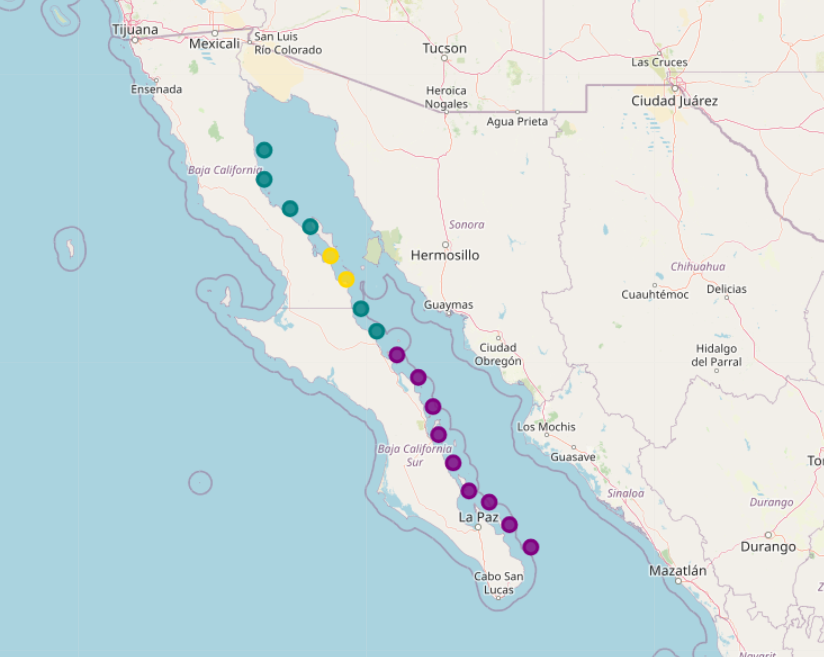 Tijuana
Mexicali
San Luis
Río Colorado
Tucson
Las Cruces
Ensenada
Heroica
Nogales
Ciudad Juárez
Agua Prieta
Baja California
Sonora
Hermosillo
Chihuahua
Cuauhtémoc
Delicias
Guaymas
Ciudad
Obregón
Hidalgo
del Parral
Los Mochis
Baja California
Sur
Guasave
Sinaloa
Durango
La Paz
Durango
Mazatlán
Cabo San
Lucas